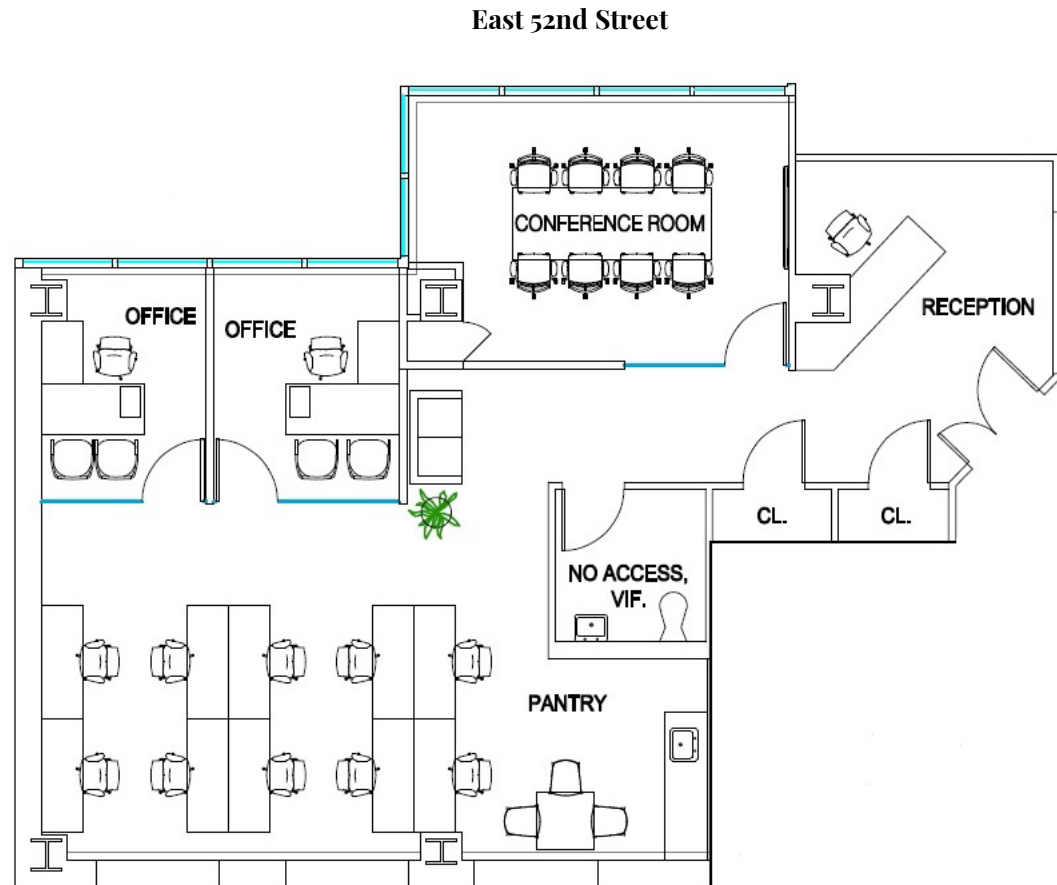 East 52nd Street
CONFERENCE ROOM
OFFICE
OFFICE
RECEPTION
CL.
CL.
NO ACCESS,
VIF.
PANTRY